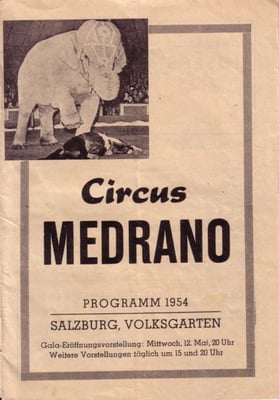 Circus
MEDRANO
PROGRAMM 1954
SALZBURG, VOLKSGARTEN
Gala-Eröffnungsvorstellung: Mittwoch, 12. Mai, 20 Uhr
Weitere Vorstellungen täglich um 15 und 20 Uhr